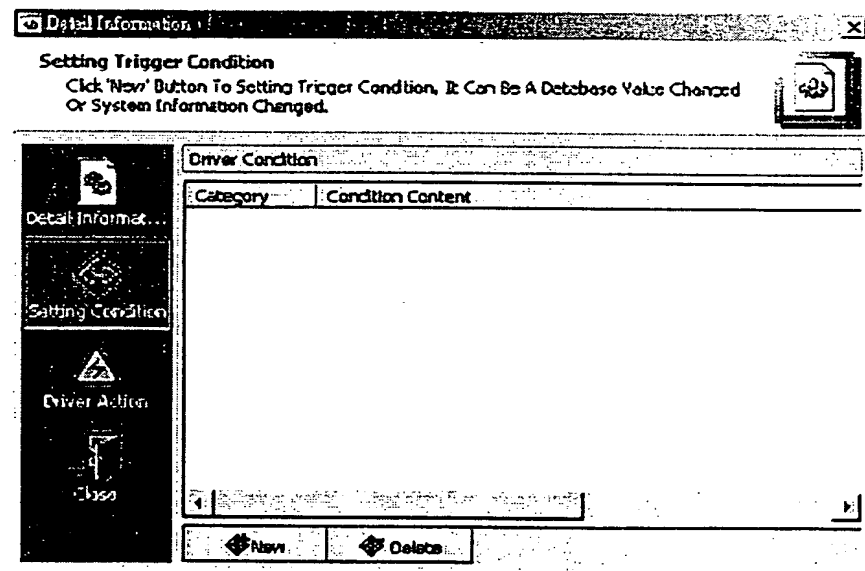 Detail Information
Setting Trigger Condition
Click 'New' Button To Setting Tricger Condition, It Can Be A Database Value Changed
Or System Information Changed.
Driver Condition
Category Condition Content
Detail Informat...
Setting Condition
Driver Action
Close
New Delete